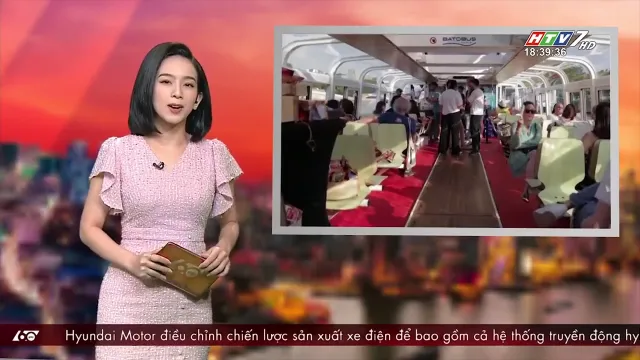 BATOBUS
HTV7 HD
18:39:36
60
Hyundai Motor điều chỉnh chiến lược sản xuất xe điện để bao gồm cả hệ thống truyền động hy